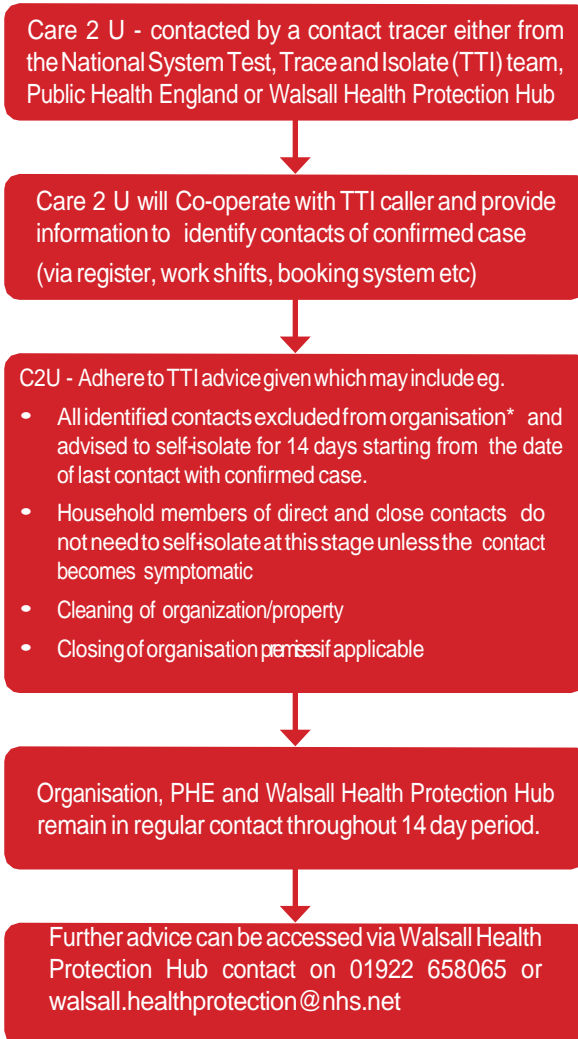 Care 2 U - contacted by a contact tracer either from
the National System Test, Trace and Isolate (TTI) team,
Public Health England or Walsall Health Protection Hub
Care 2 U will Co-operate with TTI caller and provide
information to identify contacts of confirmed case
(via register, work shifts, booking system etc)
C2U - Adhere to TTI advice given which may include eg.
• All identified contacts excluded from organisation* and
advised to self-isolate for 14 days starting from the date
of last contact with confirmed case.
• Household members of direct and close contacts do
not need to self-isolate at this stage unless the contact
becomes symptomatic
• Cleaning of organization/property
• Closing of organisation premises if applicable
Organisation, PHE and Walsall Health Protection Hub
remain in regular contact throughout 14 day period.
Further advice can be accessed via Walsall Health
Protection Hub contact on 01922 658065 or
walsall.healthprotection@nhs.net